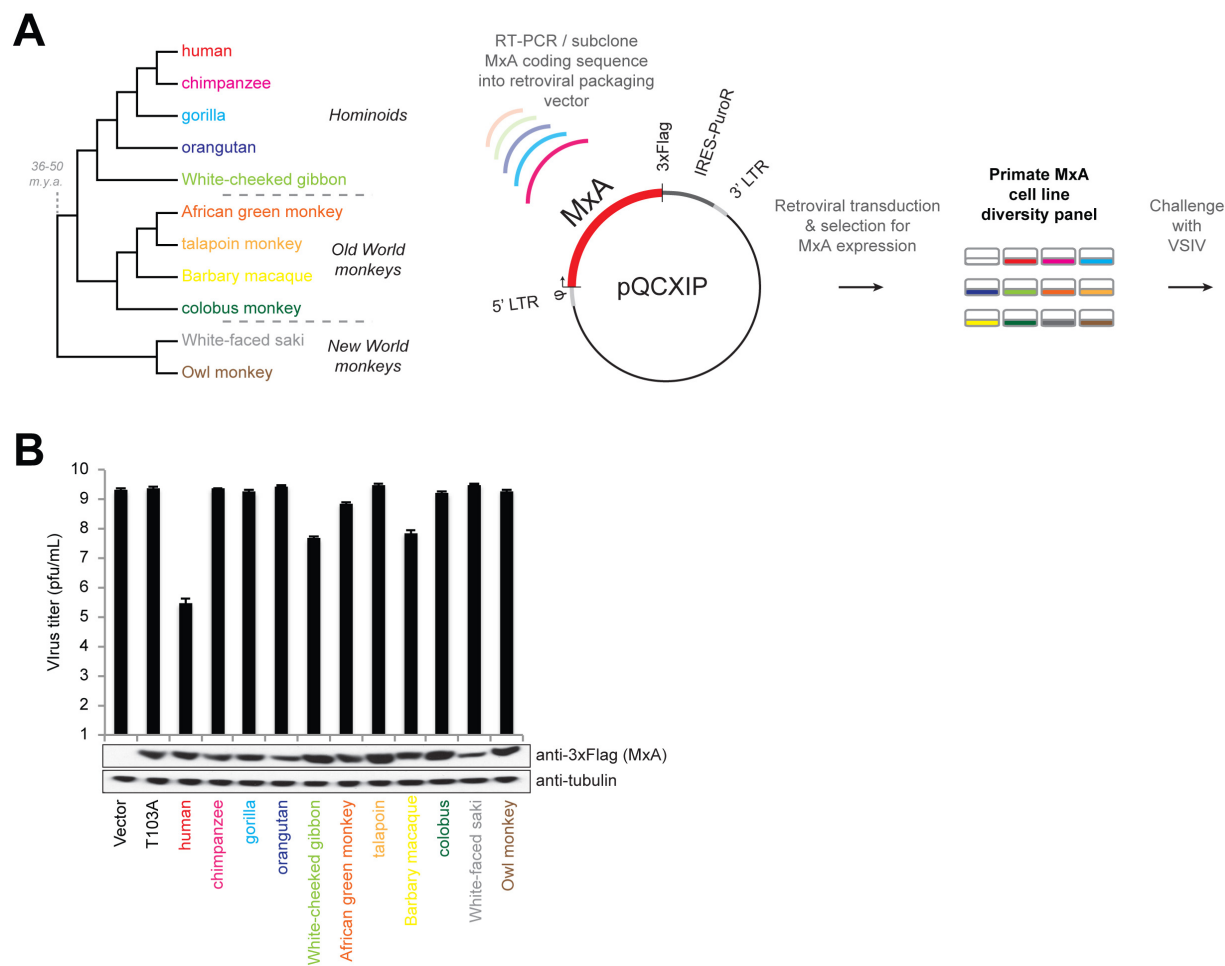 A
human
chimpanzee
gorilla
orangutan
White-cheeked gibbon
African green monkey
talapoin monkey
Barbary macaque
colobus monkey
White-faced saki
Owl monkey
Hominoids
Old World
monkeys
New World
monkeys
36-50
m.y.a.
RT-PCR / subclone
MxA coding sequence
into retroviral packaging
vector
MxA
3xFlag
IRES-PuroR
3' LTR
5' LTR
φ
pQCXIP
Retroviral transduction
& selection for
MxA expression
Primate MxA
cell line
diversity panel
Challenge
with
VSIV
B
VIrus titer (pfu/mL)
10
9
8
7
6
5
4
3
2
1
anti-3xFlag (MxA)
anti-tubulin
Vector
T103A
human
chimpanzee
gorilla
orangutan
White-cheeked gibbon
African green monkey
talapoin
Barbary macaque
colobus
White-faced saki
Owl monkey